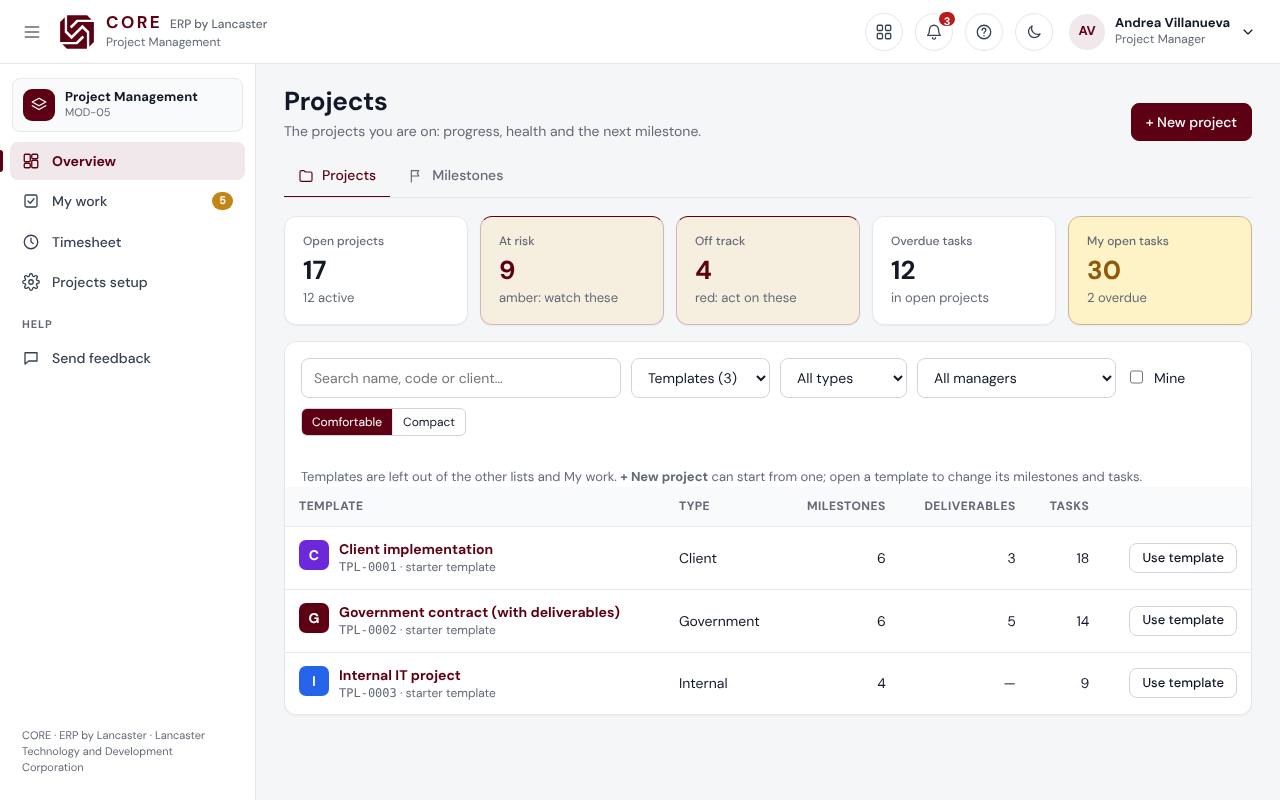 CORE ERP by Lancaster
Project Management
3
AV
Andrea Villanueva
Project Manager
Project Management
MOD-05
Overview
My work 5
Timesheet
Projects setup
HELP
Send feedback
CORE · ERP by Lancaster · Lancaster
Technology and Development
Corporation
Projects
The projects you are on: progress, health and the next milestone.
+ New project
Projects Milestones
Open projects
17
12 active
At risk
9
amber: watch these
Off track
4
red: act on these
Overdue tasks
12
in open projects
My open tasks
30
2 overdue
Search name, code or client… Templates (3) All types All managers Mine
Comfortable Compact
Templates are left out of the other lists and My work. + New project can start from one; open a template to change its milestones and tasks.
TEMPLATE TYPE MILESTONES DELIVERABLES TASKS
C Client implementation Client 6 3 18 Use template
TPL-0001 · starter template
G Government contract (with deliverables) Government 6 5 14 Use template
TPL-0002 · starter template
I Internal IT project Internal 4 — 9 Use template
TPL-0003 · starter template